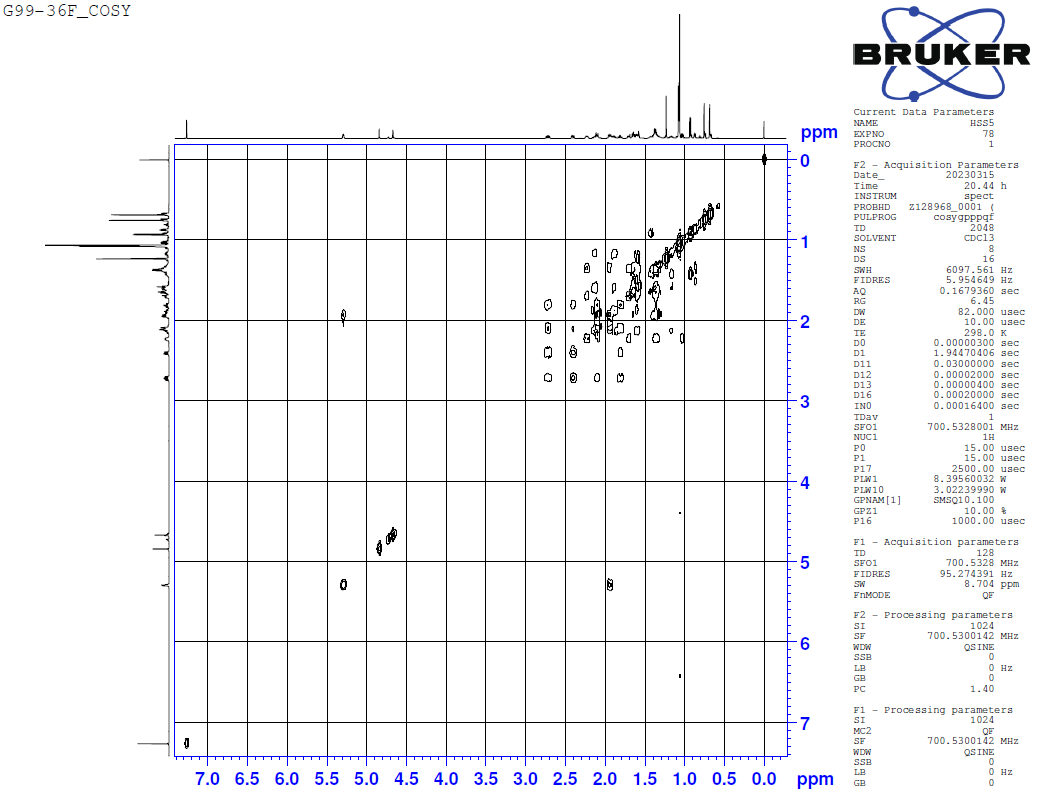 G99-36F_COSY
BRUKER
ppm
0
1
2
3
4
5
6
7
7.0 6.5 6.0 5.5 5.0 4.5 4.0 3.5 3.0 2.5 2.0 1.5 1.0 0.5 0.0 ppm
Current Data Parameters
NAME HSS5
EXPNO 78
PROCNO 1
F2 - Acquisition Parameters
Date_ 20230315
Time 20.44 h
INSTRUM spect
PROBHD Z128968_0001 (
PULPROG cosygpppqf
TD 2048
SOLVENT CDCl3
NS 8
DS 16
SWH 6097.561 Hz
FIDRES 5.954649 Hz
AQ 0.1679360 sec
RG 6.45
DW 82.000 usec
DE 10.00 usec
TE 298.0 K
D0 0.00000300 sec
D1 1.94470406 sec
D11 0.03000000 sec
D12 0.00002000 sec
D13 0.00000400 sec
D16 0.00020000 sec
IN0 0.00016400 sec
TDav 1
SFO1 700.5328001 MHz
NUC1 1H
P0 15.00 usec
P1 15.00 usec
P17 2500.00 usec
PLW1 8.39560032 W
PLW10 3.02239990 W
GPNAM[1] SMSQ10.100
GPZ1 10.00 %
P16 1000.00 usec
F1 - Acquisition parameters
TD 128
SFO1 700.5328 MHz
FIDRES 95.274391 Hz
SW 8.704 ppm
FnMODE QF
F2 - Processing parameters
SI 1024
SF 700.5300142 MHz
WDW QSINE
SSB 0
LB 0 Hz
GB 0
PC 1.40
F1 - Processing parameters
SI 1024
MC2 QF
SF 700.5300142 MHz
WDW QSINE
SSB 0
LB 0 Hz
GB 0